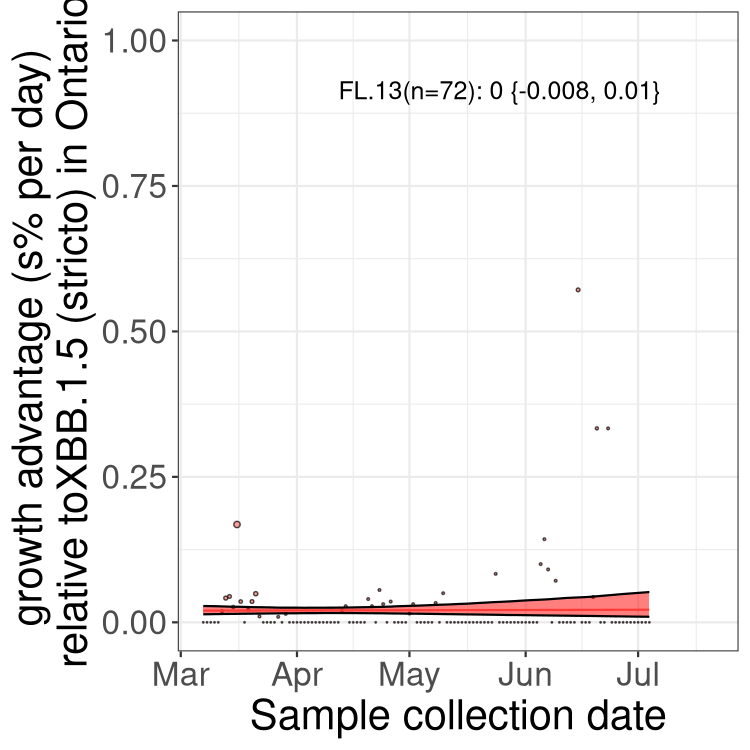 growth advantage (s% per day)
relative toXBB.1.5 (stricto) in Ontario
1.00
0.75
0.50
0.25
0.00
FL.13(n=72): 0 {-0.008, 0.01}
Mar Apr May Jun Jul
Sample collection date